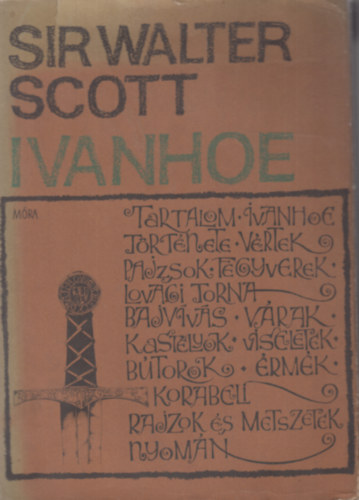 SIR WALTER
SCOTT
IVANHOE
MÓRA
TARTALOM · IVANHOE
TÖRTÉNETE · VÉRTEK
PAJZSOK · FEGYVEREK ·
LOVAGI TORNA
BAJVÍVÁS · VÁRAK ·
KASTÉLYOK · VISELETEK ·
BÚTOROK · ÉRMÉK ·
KORABELI
RAJZOK ÉS METSZETEK
NYOMÁN